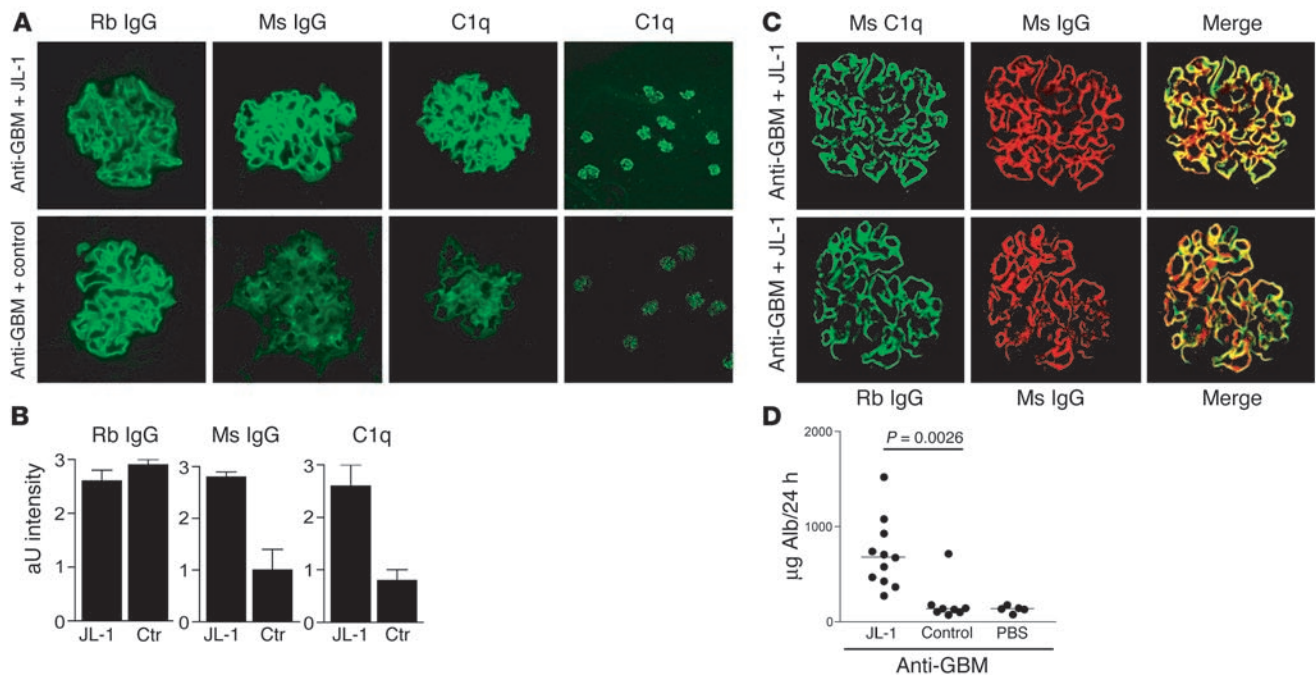 A
Rb IgG Ms IgG C1q C1q
Anti-GBM + JL-1
Anti-GBM + control
B
Rb IgG Ms IgG C1q
aU intensity
3 3 3
2 2 2
1 1 1
0 0 0
JL-1 Ctr JL-1 Ctr JL-1 Ctr
C
Ms C1q Ms IgG Merge
Anti-GBM + JL-1
Anti-GBM + JL-1
Rb IgG Ms IgG Merge
D
µg Alb/24 h
2000
P = 0.0026
1000
0
JL-1 Control PBS
Anti-GBM